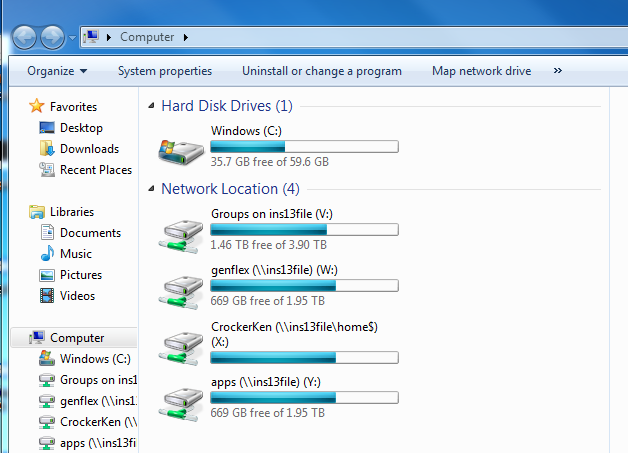 Computer
Organize
System properties
Uninstall or change a program
Map network drive
»
Favorites
Desktop
Downloads
Recent Places
Libraries
Documents
Music
Pictures
Videos
Computer
Windows (C:)
Groups on ins1
genflex (\\ins1
CrockerKen (\\
apps (\\ins13f
Hard Disk Drives (1)
Windows (C:)
35.7 GB free of 59.6 GB
Network Location (4)
Groups on ins13file (V:)
1.46 TB free of 3.90 TB
genflex (\\ins13file) (W:)
669 GB free of 1.95 TB
CrockerKen (\\ins13file\home$)
(X:)
apps (\\ins13file) (Y:)
669 GB free of 1.95 TB